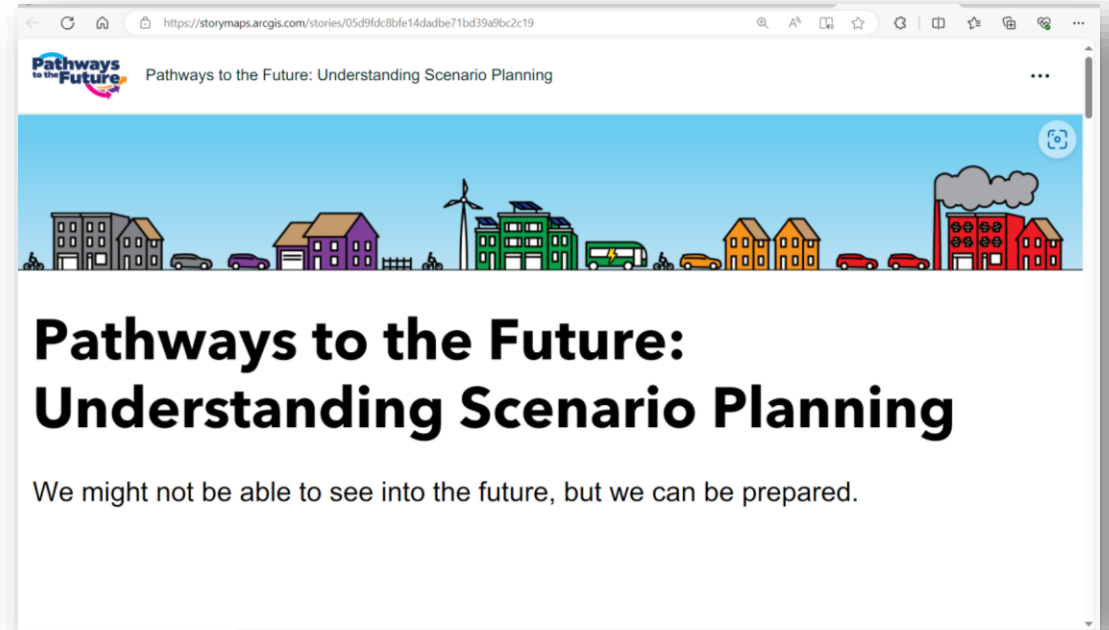 https://storymaps.arcgis.com/stories/05d9fdc8bfe14dadbe71bd39a9bc2c19
Pathways
to the Future
Pathways to the Future: Understanding Scenario Planning
Pathways to the Future:
Understanding Scenario Planning
We might not be able to see into the future, but we can be prepared.